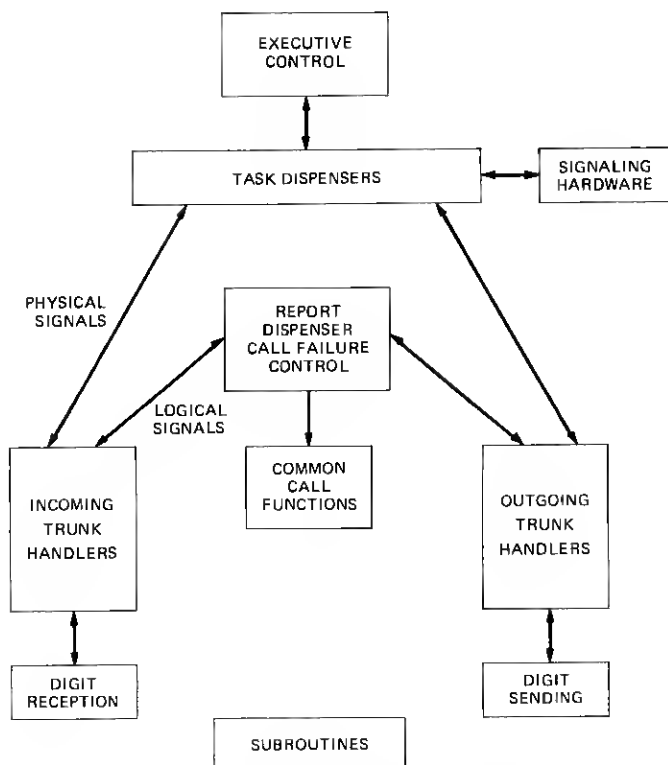 EXECUTIVE
CONTROL
TASK DISPENSERS
SIGNALING
HARDWARE
PHYSICAL
SIGNALS
REPORT
DISPENSER
CALL FAILURE
CONTROL
LOGICAL
SIGNALS
COMMON
CALL
FUNCTIONS
INCOMING
TRUNK
HANDLERS
OUTGOING
TRUNK
HANDLERS
DIGIT
RECEPTION
DIGIT
SENDING
SUBROUTINES